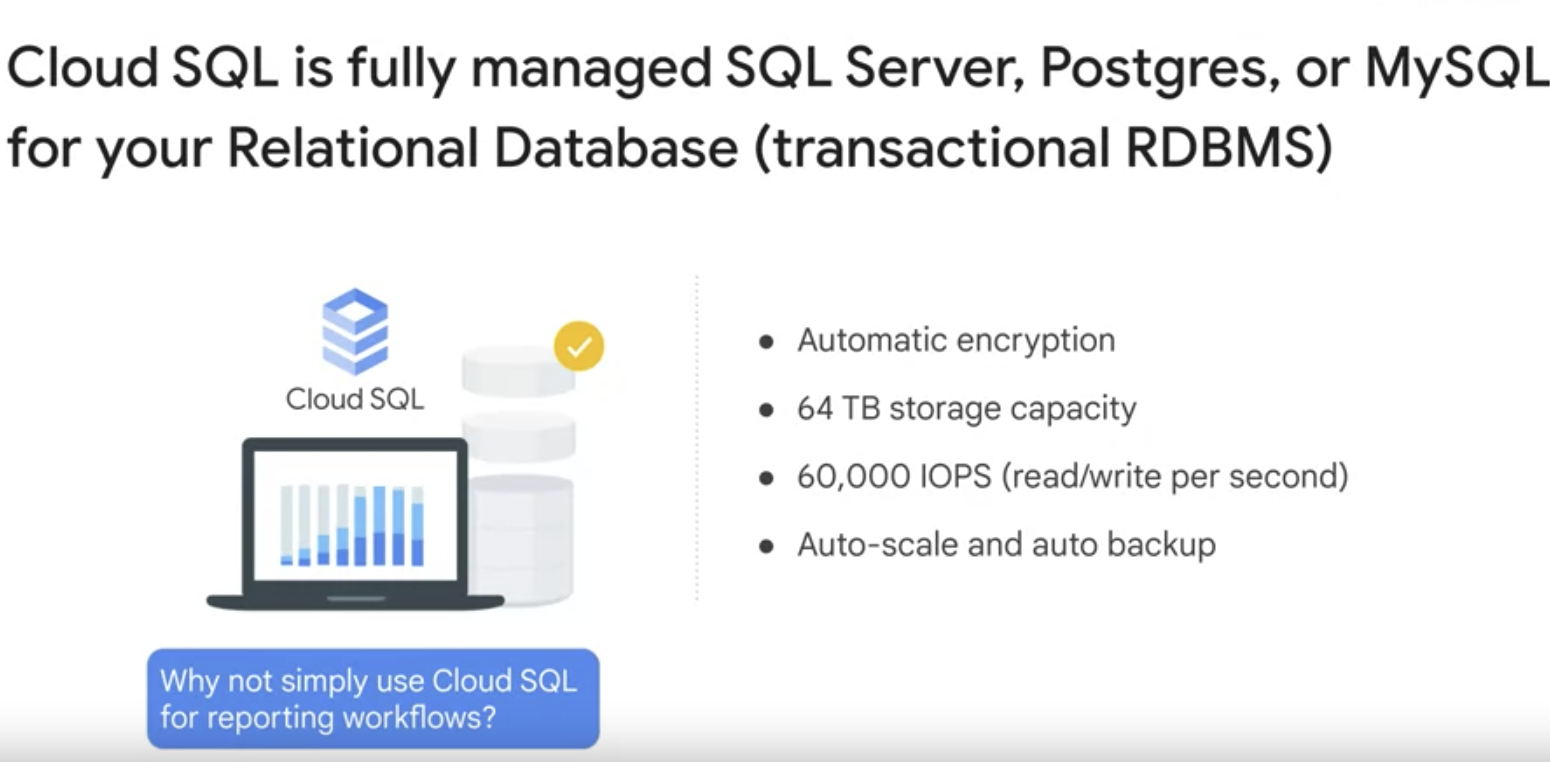 Cloud SQL is fully managed SQL Server, Postgres, or MySQL
for your Relational Database (transactional RDBMS)
Cloud SQL
• Automatic encryption
• 64 TB storage capacity
• 60,000 IOPS (read/write per second)
• Auto-scale and auto backup
Why not simply use Cloud SQL
for reporting workflows?